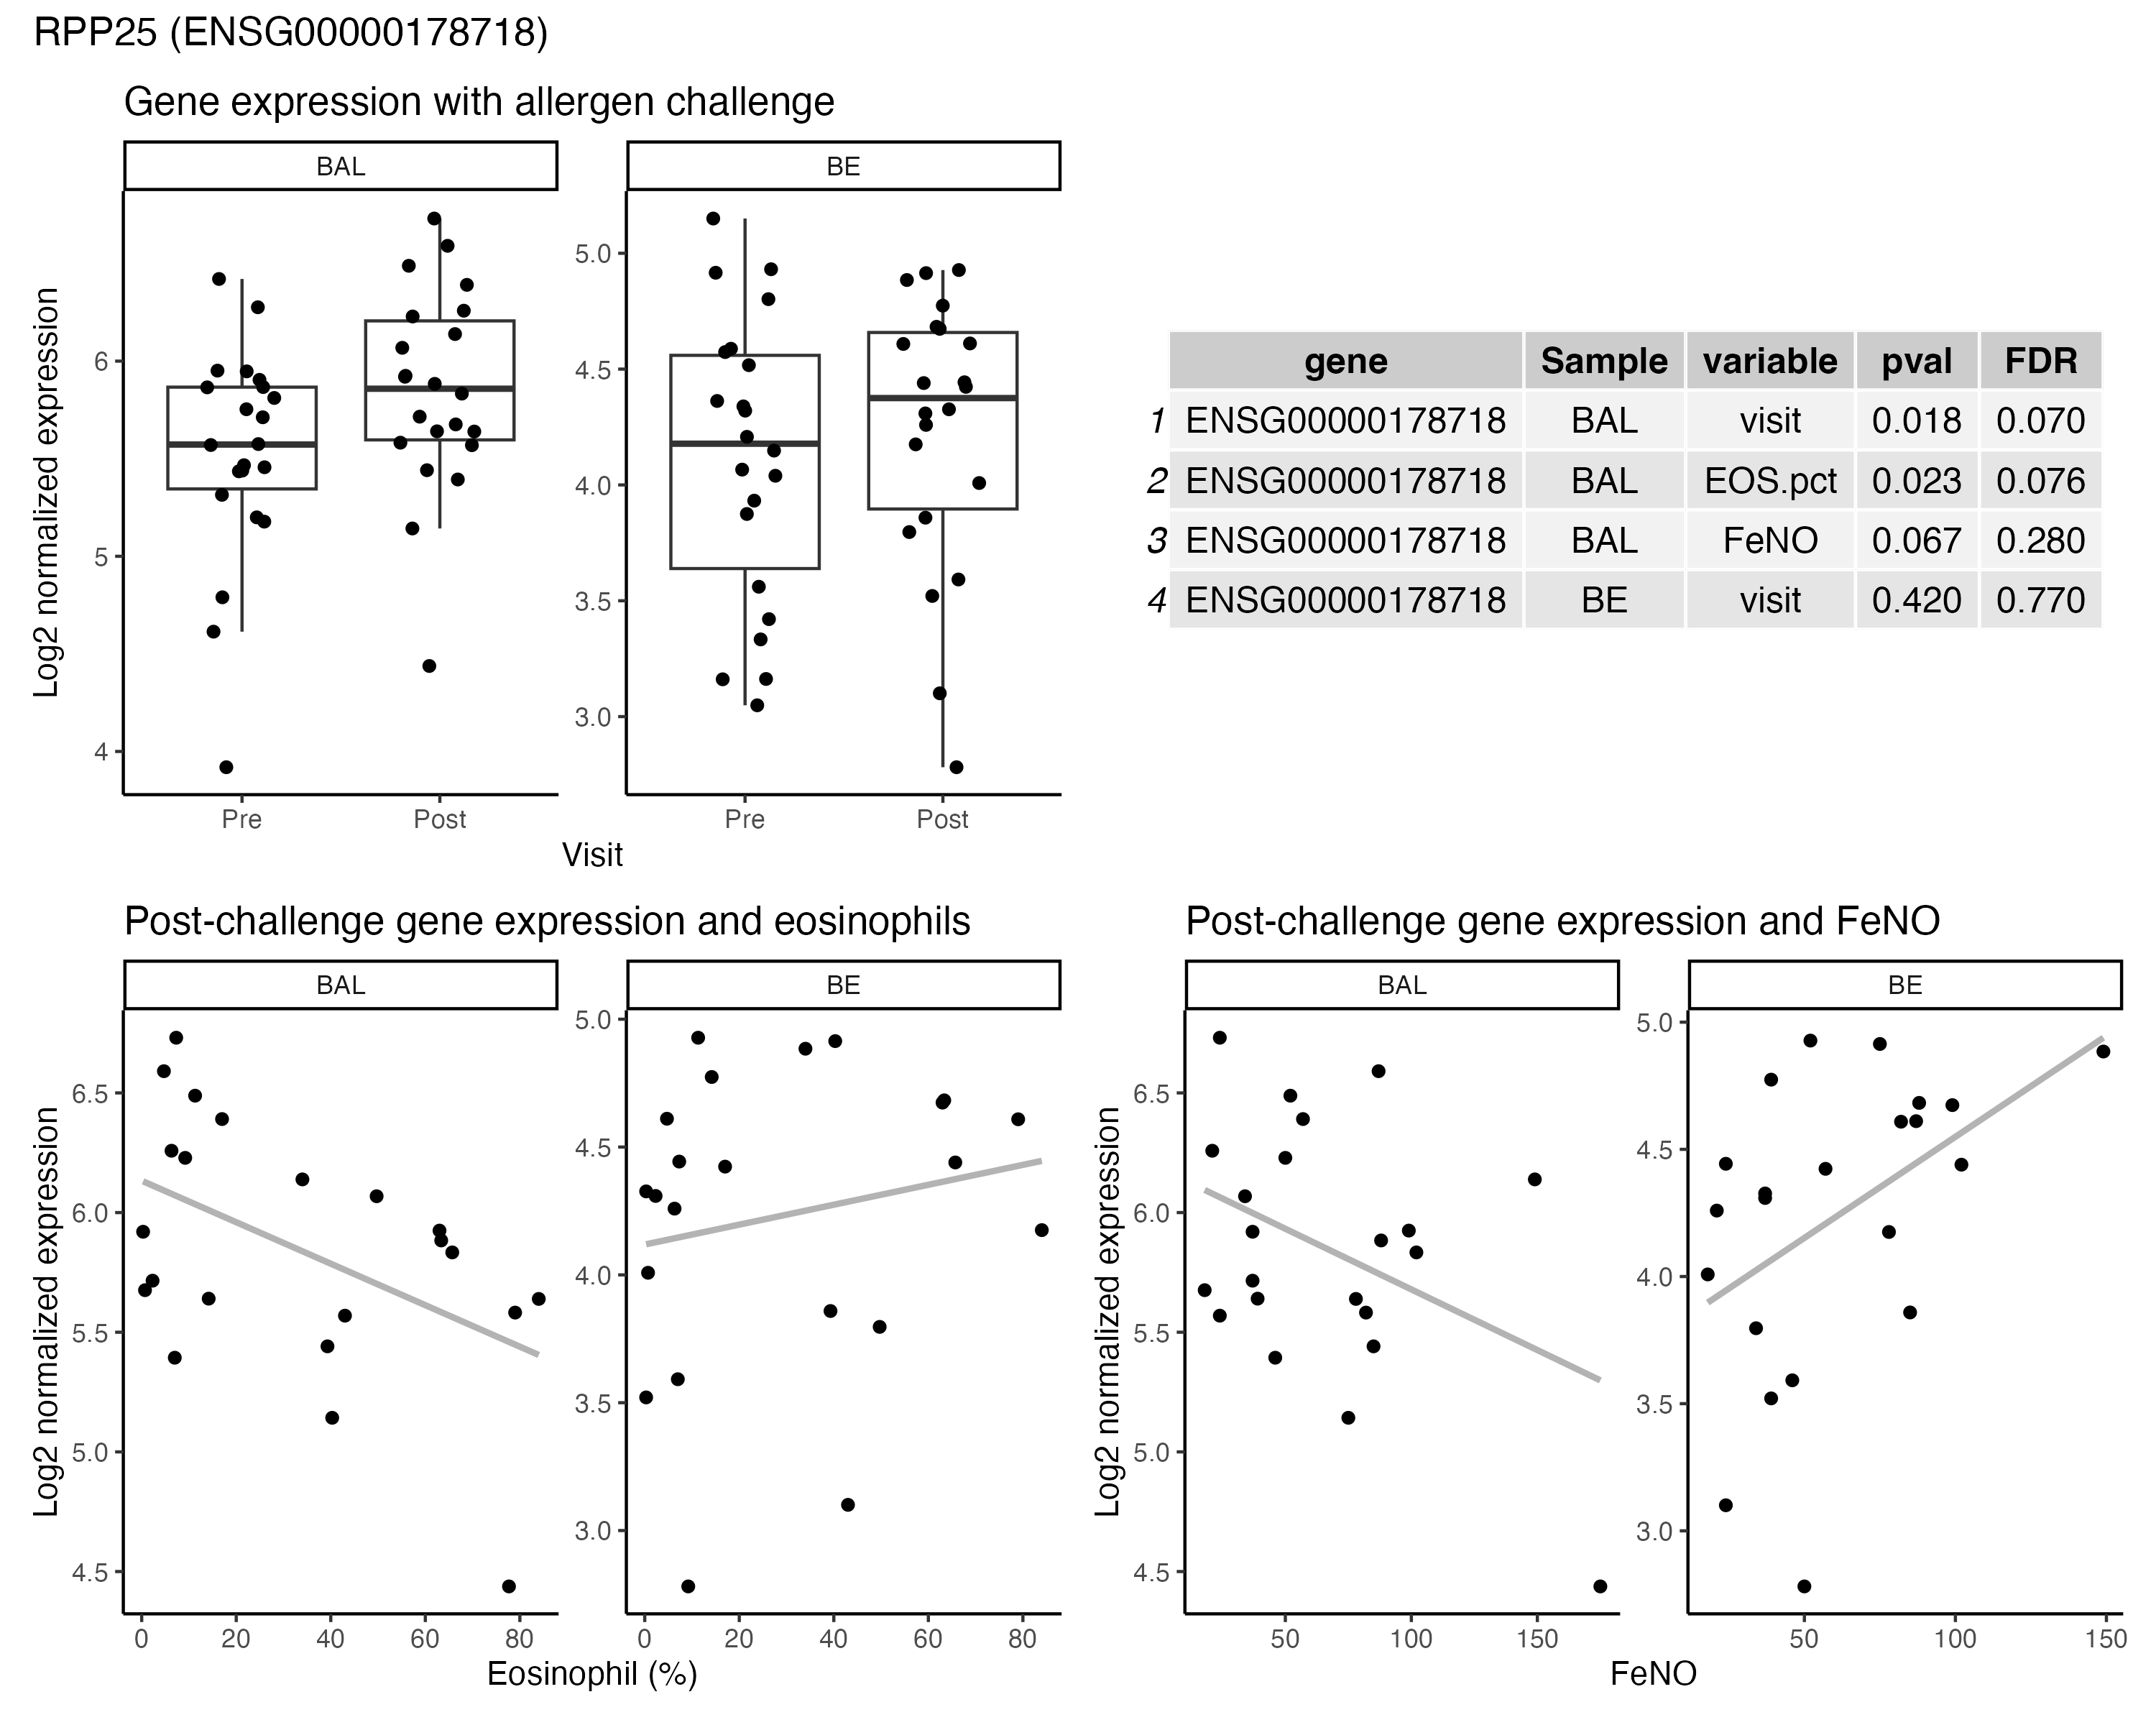 RPP25 (ENSG00000178718)
Gene expression with allergen challenge
BAL
BE
Log2 normalized expression
6
5
4
5.0
4.5
4.0
3.5
3.0
Pre
Post
Pre
Post
Visit
gene Sample variable pval FDR
1 ENSG00000178718 BAL visit 0.018 0.070
2 ENSG00000178718 BAL EOS.pct 0.023 0.076
3 ENSG00000178718 BAL FeNO 0.067 0.280
4 ENSG00000178718 BE visit 0.420 0.770
Post-challenge gene expression and eosinophils
BAL
BE
Log2 normalized expression
6.5
6.0
5.5
5.0
4.5
5.0
4.5
4.0
3.5
3.0
0 20 40 60 80
0 20 40 60 80
Eosinophil (%)
Post-challenge gene expression and FeNO
BAL
BE
Log2 normalized expression
6.5
6.0
5.5
5.0
4.5
5.0
4.5
4.0
3.5
3.0
50 100 150
50 100 150
FeNO